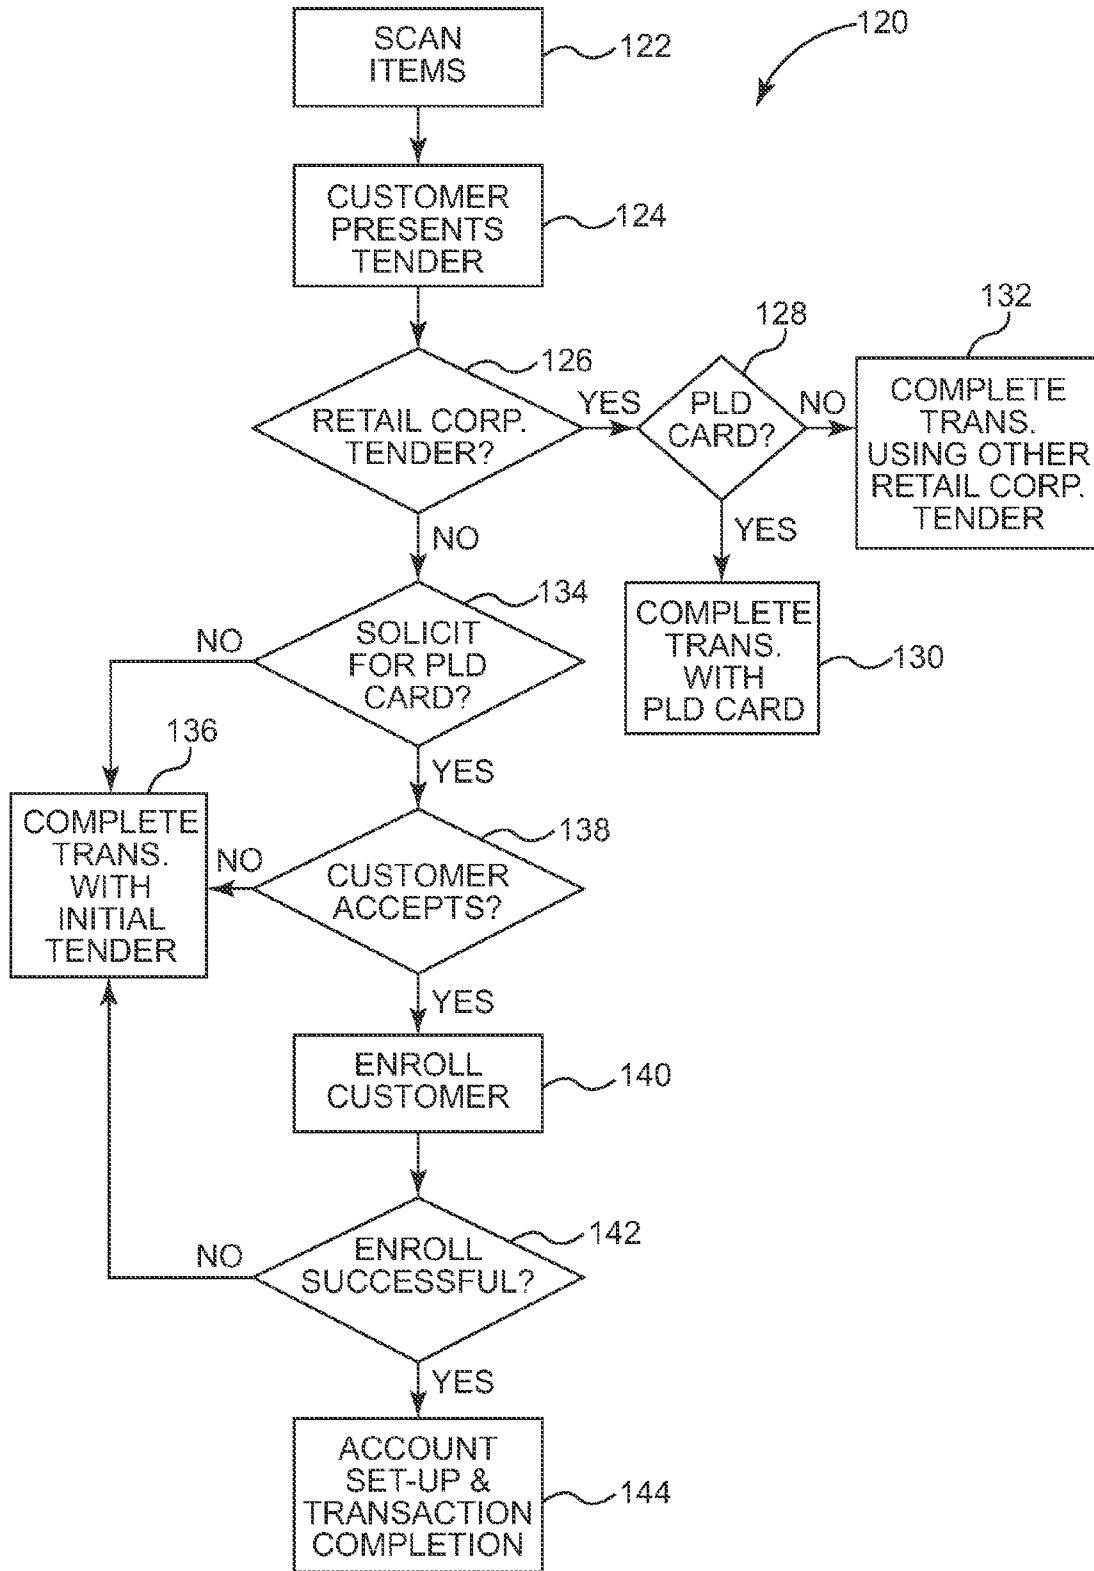 SCAN
ITEMS
122
120
CUSTOMER
PRESENTS
TENDER
124
RETAIL CORP.
TENDER?
126
YES
PLD
CARD?
128
NO
COMPLETE
TRANS.
USING OTHER
RETAIL CORP.
TENDER
132
YES
COMPLETE
TRANS.
WITH
PLD CARD
130
NO
SOLICIT
FOR PLD
CARD?
134
NO
YES
COMPLETE
TRANS.
WITH
INITIAL
TENDER
136
CUSTOMER
ACCEPTS?
138
NO
YES
ENROLL
CUSTOMER
140
ENROLL
SUCCESSFUL?
142
NO
YES
ACCOUNT
SET-UP &
TRANSACTION
COMPLETION
144